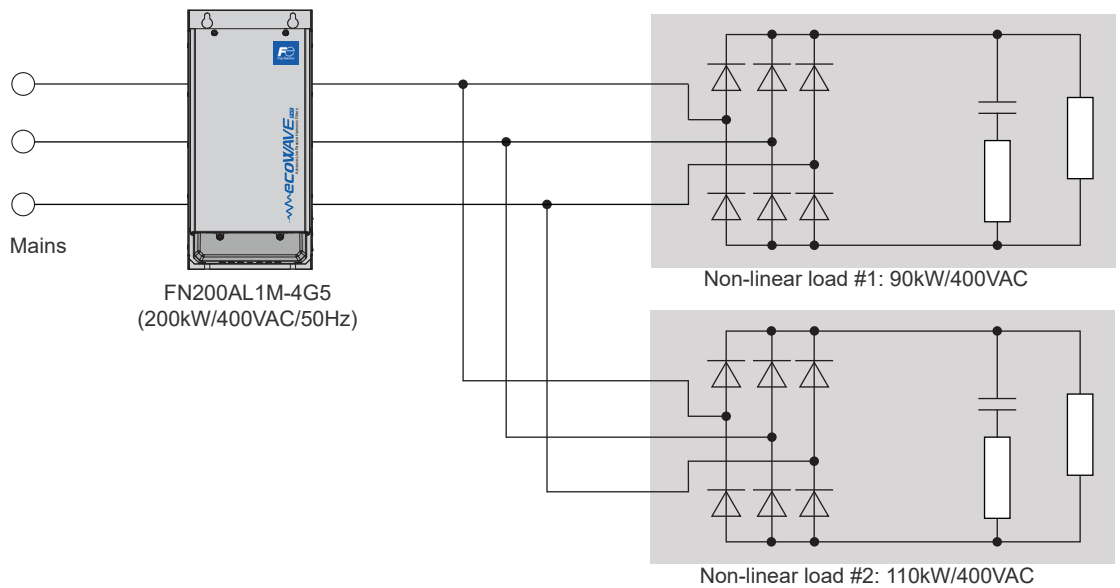 Fe
ecoWAVE
Mains
FN200AL1M-4G5
(200kW/400VAC/50Hz)
Non-linear load #1: 90kW/400VAC
Non-linear load #2: 110kW/400VAC